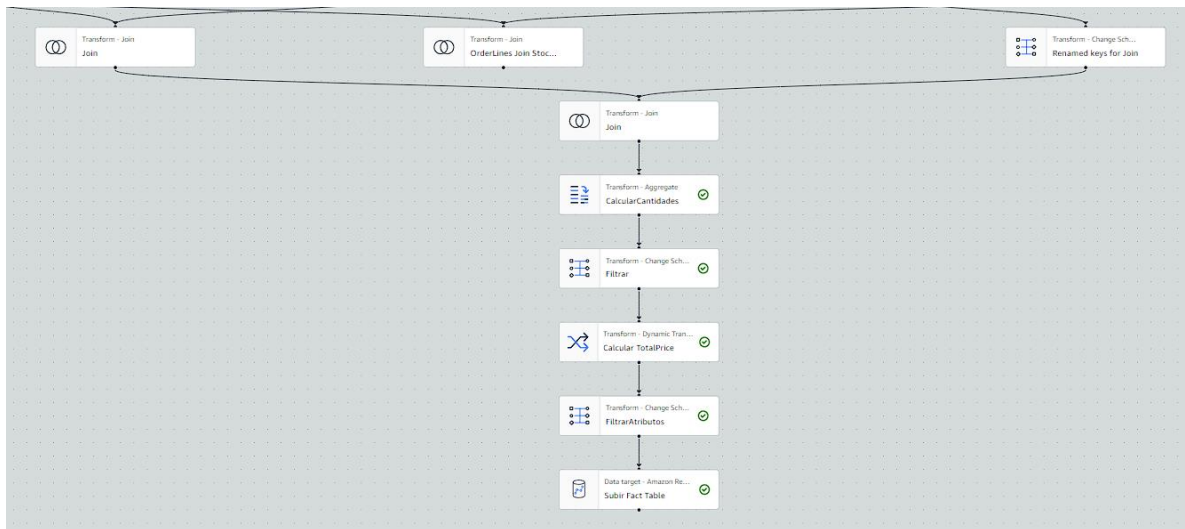 Transform - Join
Join
Transform - Join
OrderLines Join Stoc...
Transform - Change Sch...
Renamed keys for Join
Transform - Join
Join
Transform - Aggregate
CalcularCantidades
Transform - Change Sch...
Filtrar
Transform - Dynamic Tran...
Calcular TotalPrice
Transform - Change Sch...
FiltrarAtributos
Data target - Amazon Re...
Subir Fact Table